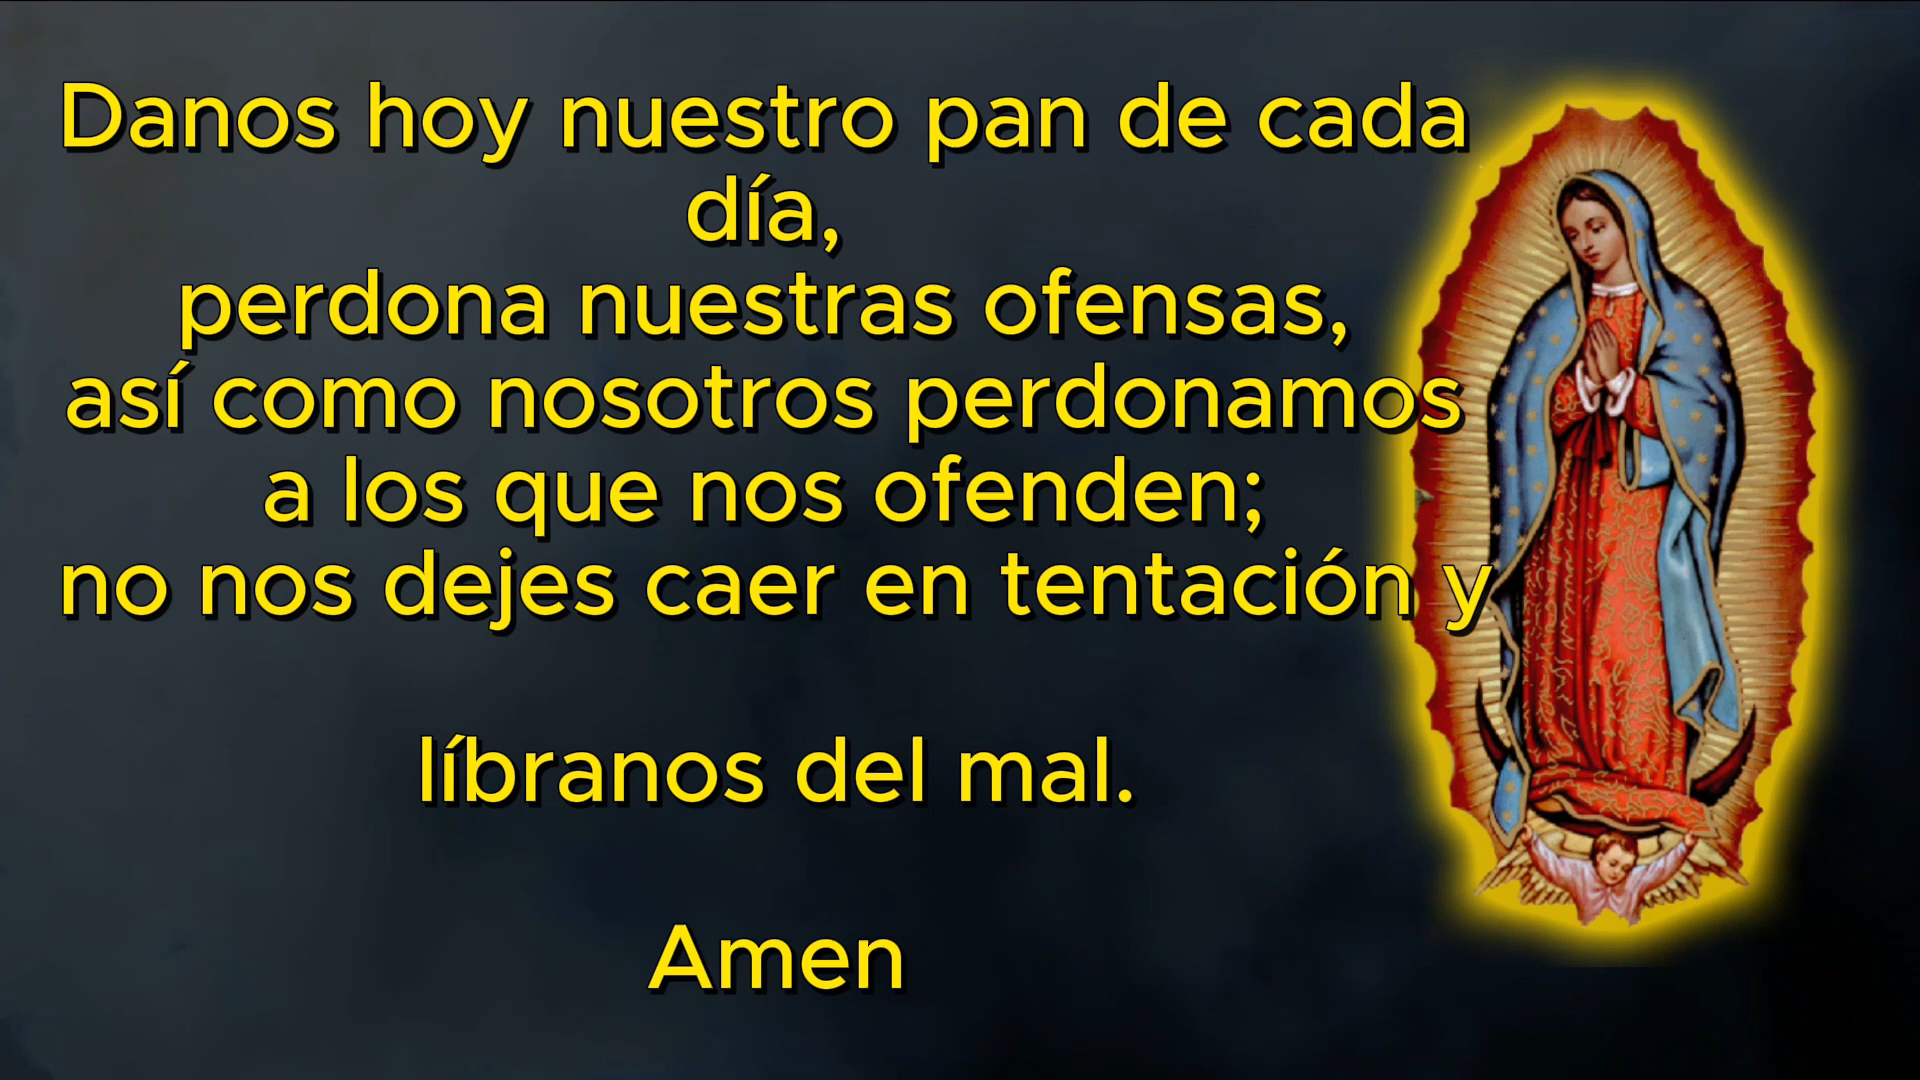 Danos hoy nuestro pan de cada
día,
perdona nuestras ofensas,
así como nosotros perdonamos
a los que nos ofenden;
no nos dejes caer en tentación y
líbranos del mal.
Amen